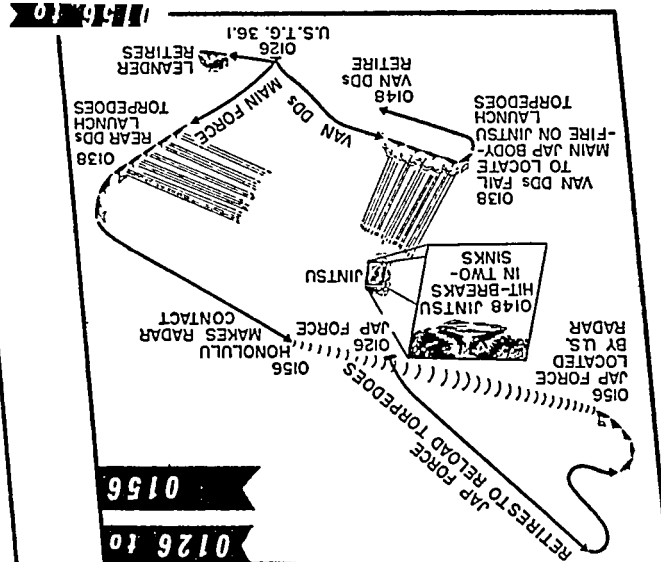 0126 to
0156
JAP FORCE
RETIRES TO RELOAD TORPEDOES
0156
JAP FORCE
LOCATED
BY U.S.
RADAR
0126
JAP FORCE
0156
HONOLULU
MAKES RADAR
CONTACT
0148 JINTSU
HIT-BREAKS
IN TWO-
SINKS
JINTSU
0138
VAN DDs FAIL
TO LOCATE
MAIN JAP BODY-
-FIRE ON JINTSU
LAUNCH
TORPEDOES
0138
REAR DDs
LAUNCH
TORPEDOES
VAN DDs
MAIN FORCE
0148
VAN DDs
RETIRE
LEANDER
RETIRES
0126
U.S.T.G. 36.1
0156 to